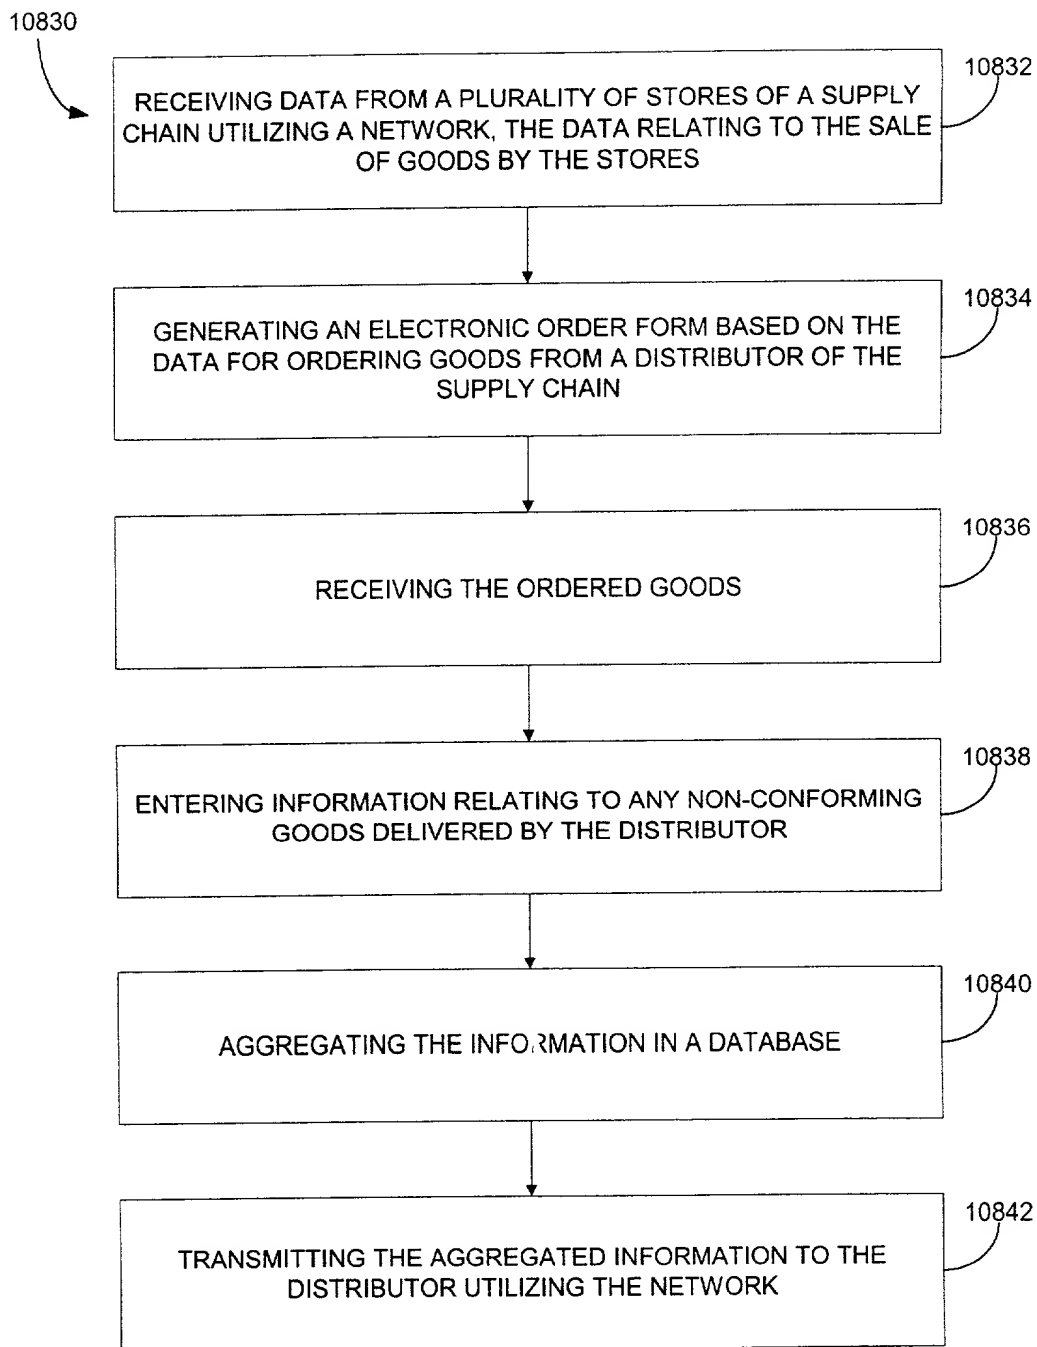 10830
10832
RECEIVING DATA FROM A PLURALITY OF STORES OF A SUPPLY
CHAIN UTILIZING A NETWORK, THE DATA RELATING TO THE SALE
OF GOODS BY THE STORES
10834
GENERATING AN ELECTRONIC ORDER FORM BASED ON THE
DATA FOR ORDERING GOODS FROM A DISTRIBUTOR OF THE
SUPPLY CHAIN
10836
RECEIVING THE ORDERED GOODS
10838
ENTERING INFORMATION RELATING TO ANY NON-CONFORMING
GOODS DELIVERED BY THE DISTRIBUTOR
10840
AGGREGATING THE INFORMATION IN A DATABASE
10842
TRANSMITTING THE AGGREGATED INFORMATION TO THE
DISTRIBUTOR UTILIZING THE NETWORK